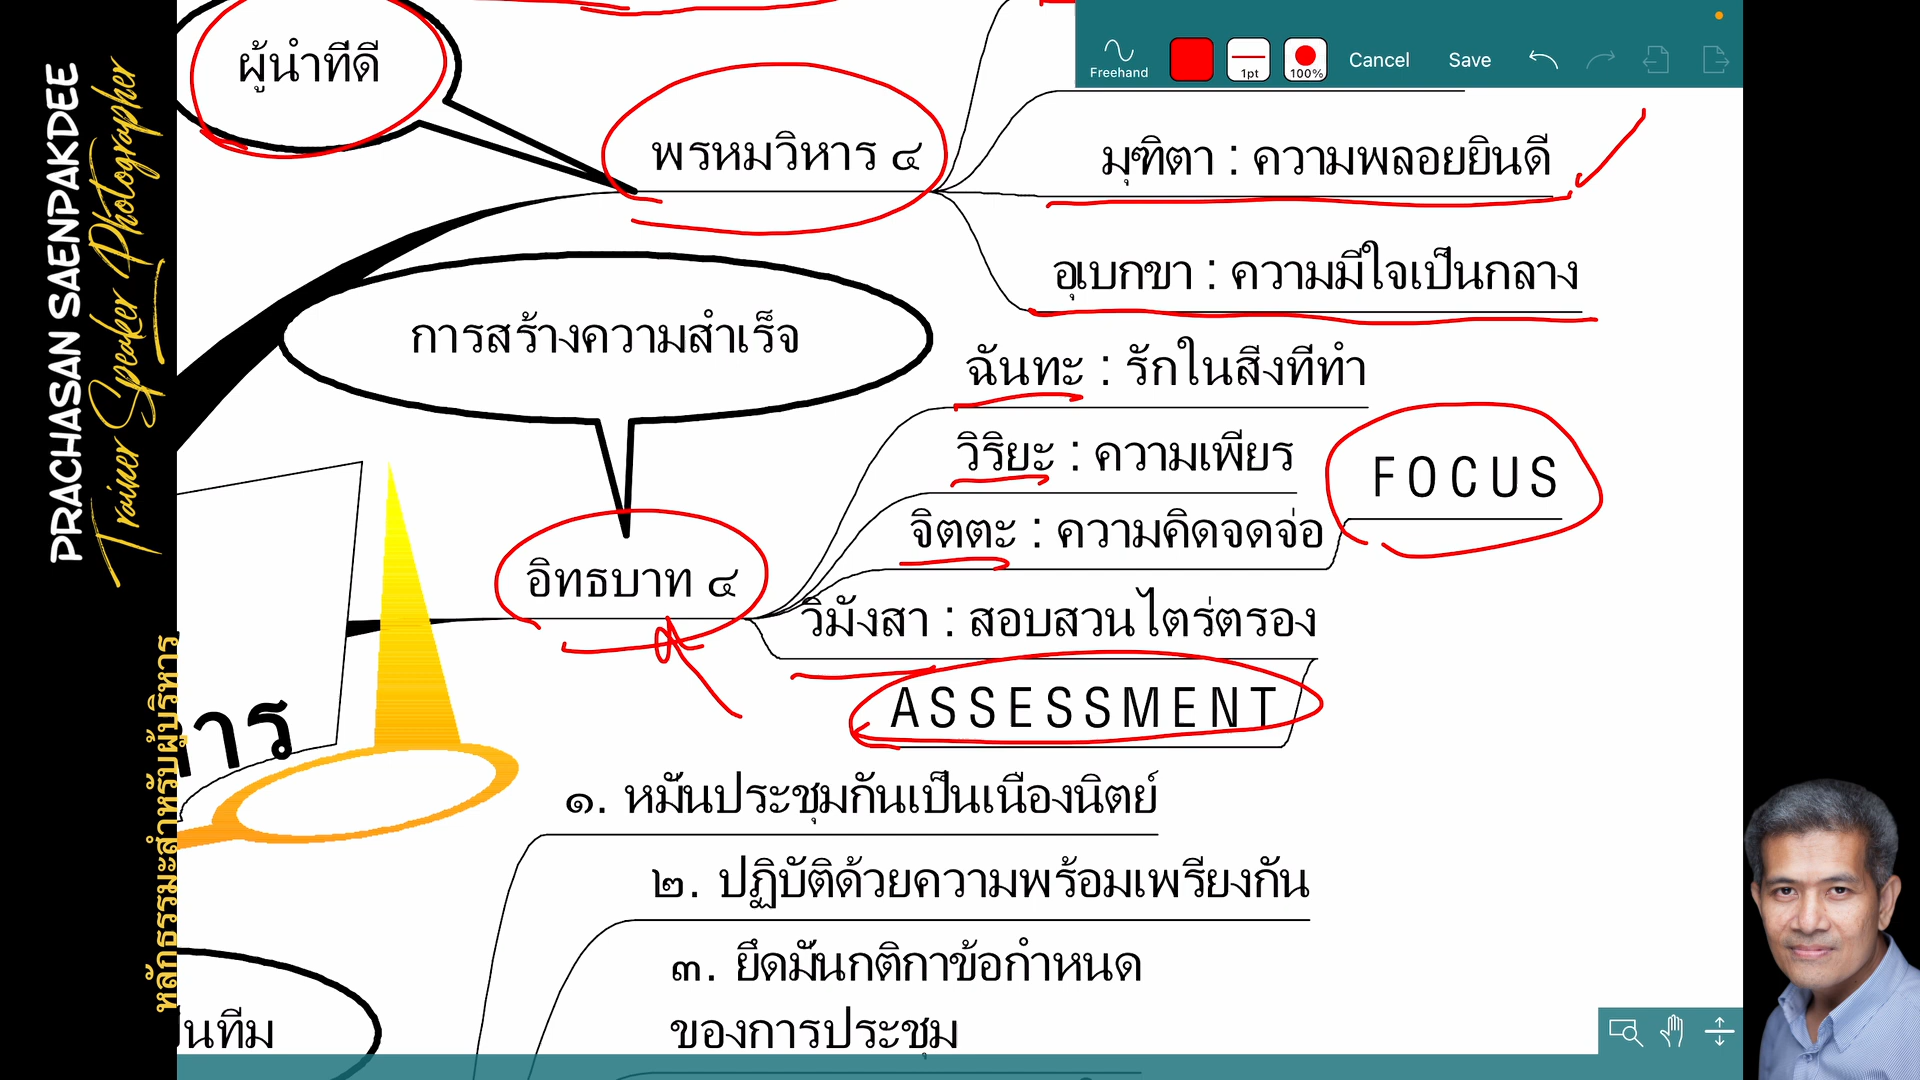 PRACHASAN SAENPAKDEE
Trainer Speaker Photographer
หลักธรรมะสำหรับผู้บริหาร
Freehand
1pt
100%
Cancel
Save
ผู้นำที่ดี
พรหมวิหาร ๔
มุฑิตา : ความพลอยยินดี
อุเบกขา : ความมีใจเป็นกลาง
การสร้างความสำเร็จ
ฉันทะ : รักในสิ่งที่ทำ
วิริยะ : ความเพียร
FOCUS
จิตตะ : ความคิดจดจ่อ
อิทธบาท ๔
วิมังสา : สอบสวน ไตร่ตรอง
ASSESSMENT
าร
๑. หมั่นประชุมกันเป็นเนืองนิตย์
๒. ปฏิบัติด้วยความพร้อมเพรียงกัน
๓. ยึดมั่นกติกาข้อกำหนด
ของการประชุม
ป็นทีม